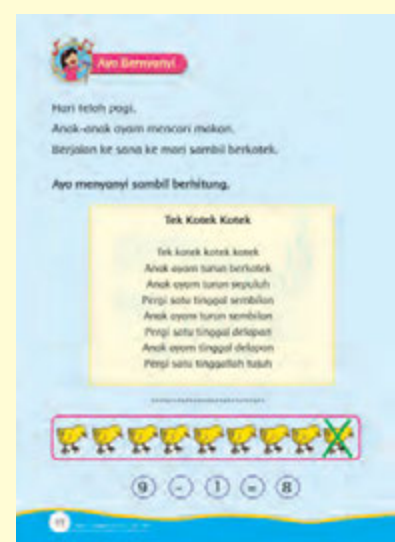 Ayo Bernyanyi
Hari telah pagi.
Anak-anak ayam mencari makan.
Berjalan ke sana ke mari sambil berkotek.
Ayo menyanyi sambil berhitung.
Tek Kotek Kotek
Tek kotek kotek kotek
Anak ayam turun berkotek
Anak ayam turun sepuluh
Pergi satu tinggal sembilan
Anak ayam turun sembilan
Pergi satu tinggal delapan
Anak ayam tinggal delapan
Pergi satu tinggallah tujuh
9 - 1 = 8